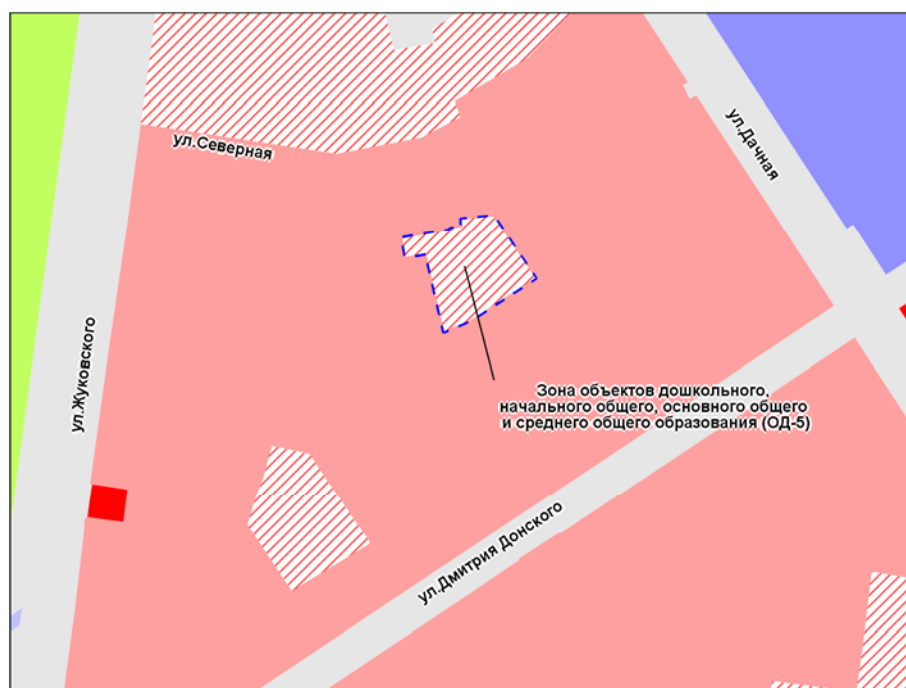 ул.Северная
ул.Дачная
ул.Жуковского
Зона объектов дошкольного,
начального общего, основного общего
и среднего общего образования (ОД-5)
ул.Дмитрия Донского